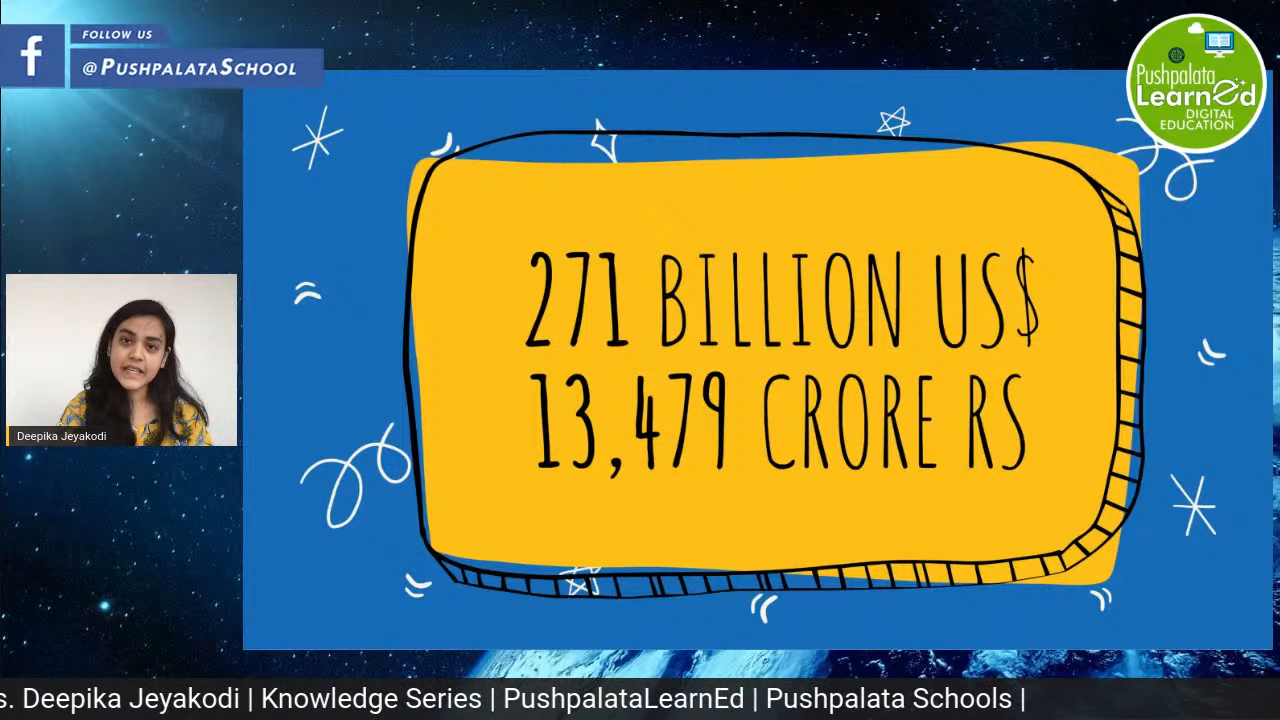 FOLLOW US
@PUSHPALATASCHOOL
Pushpalata
LearnEd
DIGITAL
EDUCATION
271 BILLION US$
13,479 CRORE RS
Deepika Jeyakodi
s. Deepika Jeyakodi | Knowledge Series | PushpalataLearnEd | Pushpalata Schools |